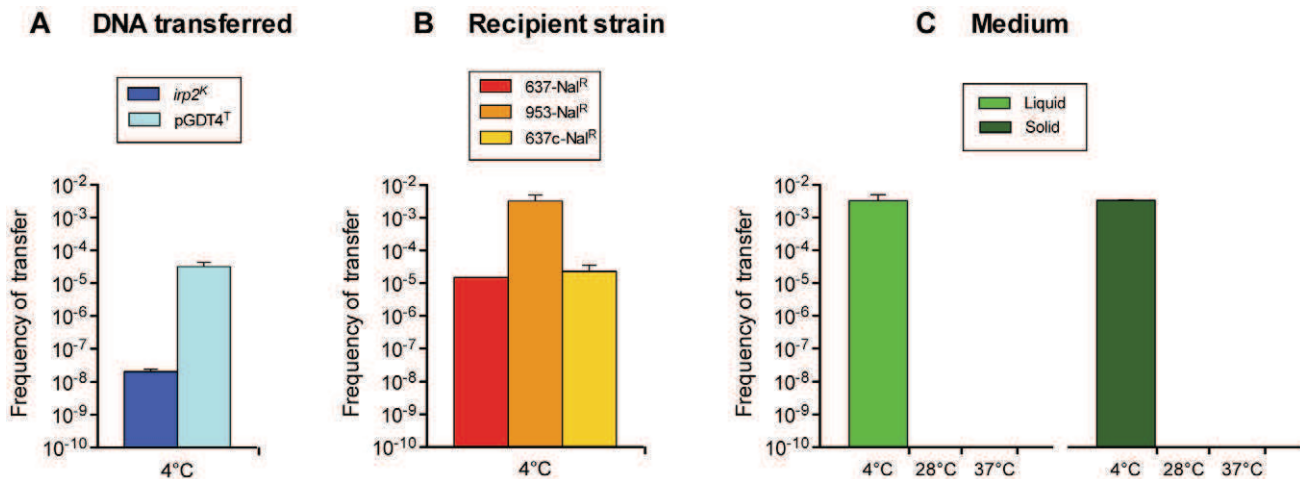 A DNA transferred
irp2ᴷ
pGDT4ᵀ
Frequency of transfer
10⁻²
10⁻³
10⁻⁴
10⁻⁵
10⁻⁶
10⁻⁷
10⁻⁸
10⁻⁹
10⁻¹⁰
4°C
B Recipient strain
637-Nalᴿ
953-Nalᴿ
637c-Nalᴿ
Frequency of transfer
10⁻²
10⁻³
10⁻⁴
10⁻⁵
10⁻⁶
10⁻⁷
10⁻⁸
10⁻⁹
10⁻¹⁰
4°C
C Medium
Liquid
Solid
Frequency of transfer
10⁻²
10⁻³
10⁻⁴
10⁻⁵
10⁻⁶
10⁻⁷
10⁻⁸
10⁻⁹
10⁻¹⁰
4°C 28°C 37°C 4°C 28°C 37°C